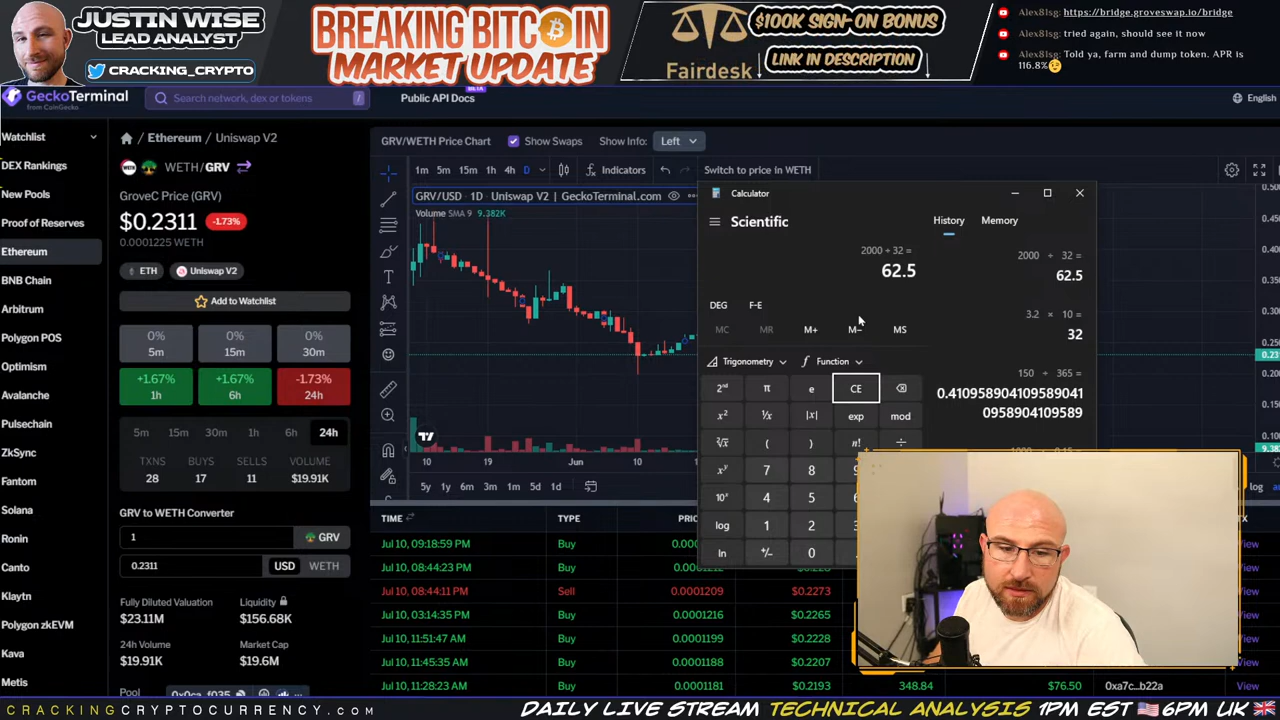 JUSTIN WISE
LEAD ANALYST
CRACKING_CRYPTO
BREAKING BITCOIN
MARKET UPDATE
Fairdesk
$100K SIGN-ON BONUS
LINK IN DESCRIPTION
Alex8lsg: https://bridge.groveswap.io/bridge
Alex8lsg: tried again, should see it now
Alex8lsg: Told ya, farm and dump token. APR is
116.8%😉
GeckoTerminal
from CoinGecko
Search network, dex or tokens
/
Public API Docs
BETA
English
Watchlist
DEX Rankings
New Pools
Proof of Reserves
Ethereum
BNB Chain
Arbitrum
Polygon POS
Optimism
Avalanche
Pulsechain
ZkSync
Fantom
Solana
Ronin
Canto
Klaytn
Polygon zkEVM
Kava
Metis
Ethereum / Uniswap V2
WETH/GRV
GroveC Price (GRV)
$0.2311 -1.73%
0.0001225 WETH
ETH Uniswap V2
Add to Watchlist
0% 0% 0%
5m 15m 30m
+1.67% +1.67% -1.73%
1h 6h 24h
5m 15m 30m 1h 6h 24h
TXNS BUYS SELLS VOLUME
28 17 11 $19.91K
GRV to WETH Converter
1 GRV
0.2311 USD WETH
Fully Diluted Valuation Liquidity
$23.11M $156.68K
24h Volume Market Cap
$19.91K $19.6M
Pool 0x0ca_f035
GRV/WETH Price Chart Show Swaps Show Info: Left
1m 5m 15m 1h 4h D Indicators Switch to price in WETH
GRV/USD · 1D · Uniswap V2 · GeckoTerminal.com
Volume SMA 9 9.382K
10 19 Jun
5y 1y 6m 3m 1m 5d 1d
log
Calculator
Scientific
History Memory
2000 ÷ 32 =
62.5
2000 ÷ 32 =
62.5
3.2 × 10 =
32
150 ÷ 365 =
0.410958904109589041
0958904109589
DEG F-E
MC MR M+ M- MS
Trigonometry Function
2nd π e CE
x² ¹/x |x| exp mod
( ) n! ÷
7 8
10ˣ 4 5
log 1 2
ln +/- 0
TIME TYPE
Jul 10, 09:18:59 PM Buy
Jul 10, 08:44:23 PM Buy
Jul 10, 08:44:11 PM Sell 0.0001209 $0.2273
Jul 10, 03:14:35 PM Buy 0.0001216 $0.2265
Jul 10, 11:51:47 AM Buy 0.0001199 $0.2228
Jul 10, 11:45:35 AM Buy 0.0001188 $0.2207
Jul 10, 11:28:23 AM Buy 0.0001181 $0.2193 348.84 $76.50 0xa7c...b22a View
CRACKINGCRYPTOCURRENCY.com
DAILY LIVE STREAM TECHNICAL ANALYSIS 1PM EST 🇺🇸 6PM UK 🇬🇧